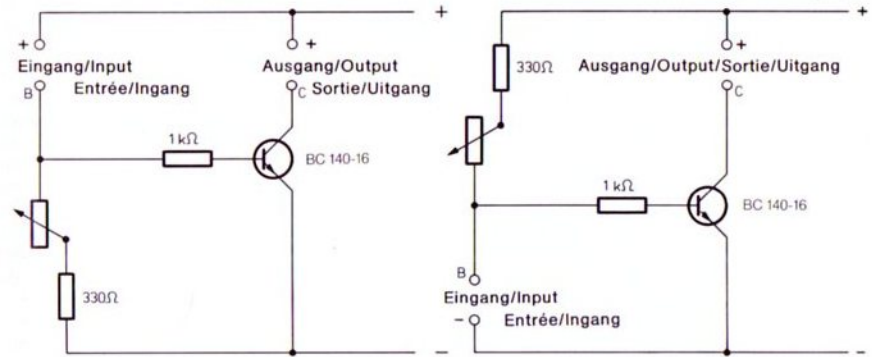 +
+
Eingang/Input
B
Entrée/Ingang
+
Ausgang/Output
C
Sortie/Uitgang
1 kΩ
BC 140-16
330Ω
−
+
330Ω
+
Ausgang/Output/Sortie/Uitgang
C
1 kΩ
BC 140-16
B
Eingang/Input
−
Entrée/Ingang
−